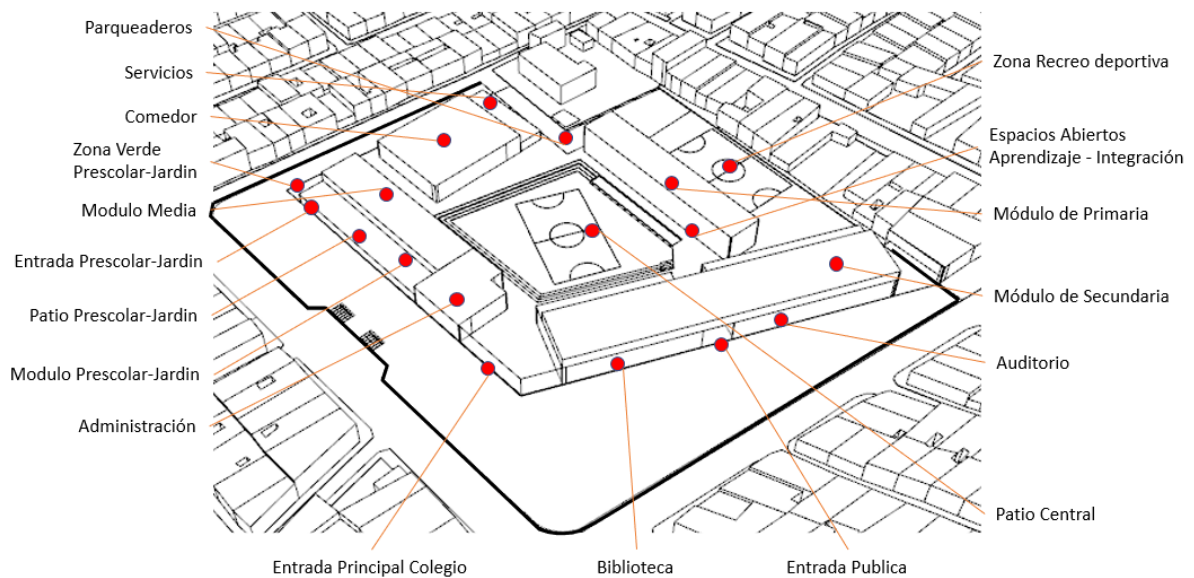 Parqueaderos
Servicios
Comedor
Zona Verde
Prescolar-Jardin
Modulo Media
Entrada Prescolar-Jardin
Patio Prescolar-Jardin
Modulo Prescolar-Jardin
Administración
Entrada Principal Colegio
Biblioteca
Entrada Publica
Zona Recreo deportiva
Espacios Abiertos
Aprendizaje - Integración
Módulo de Primaria
Módulo de Secundaria
Auditorio
Patio Central